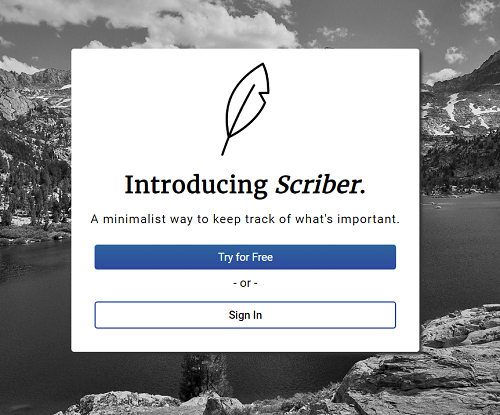 Introducing Scriber.
A minimalist way to keep track of what's important.
Try for Free
- or -
Sign In